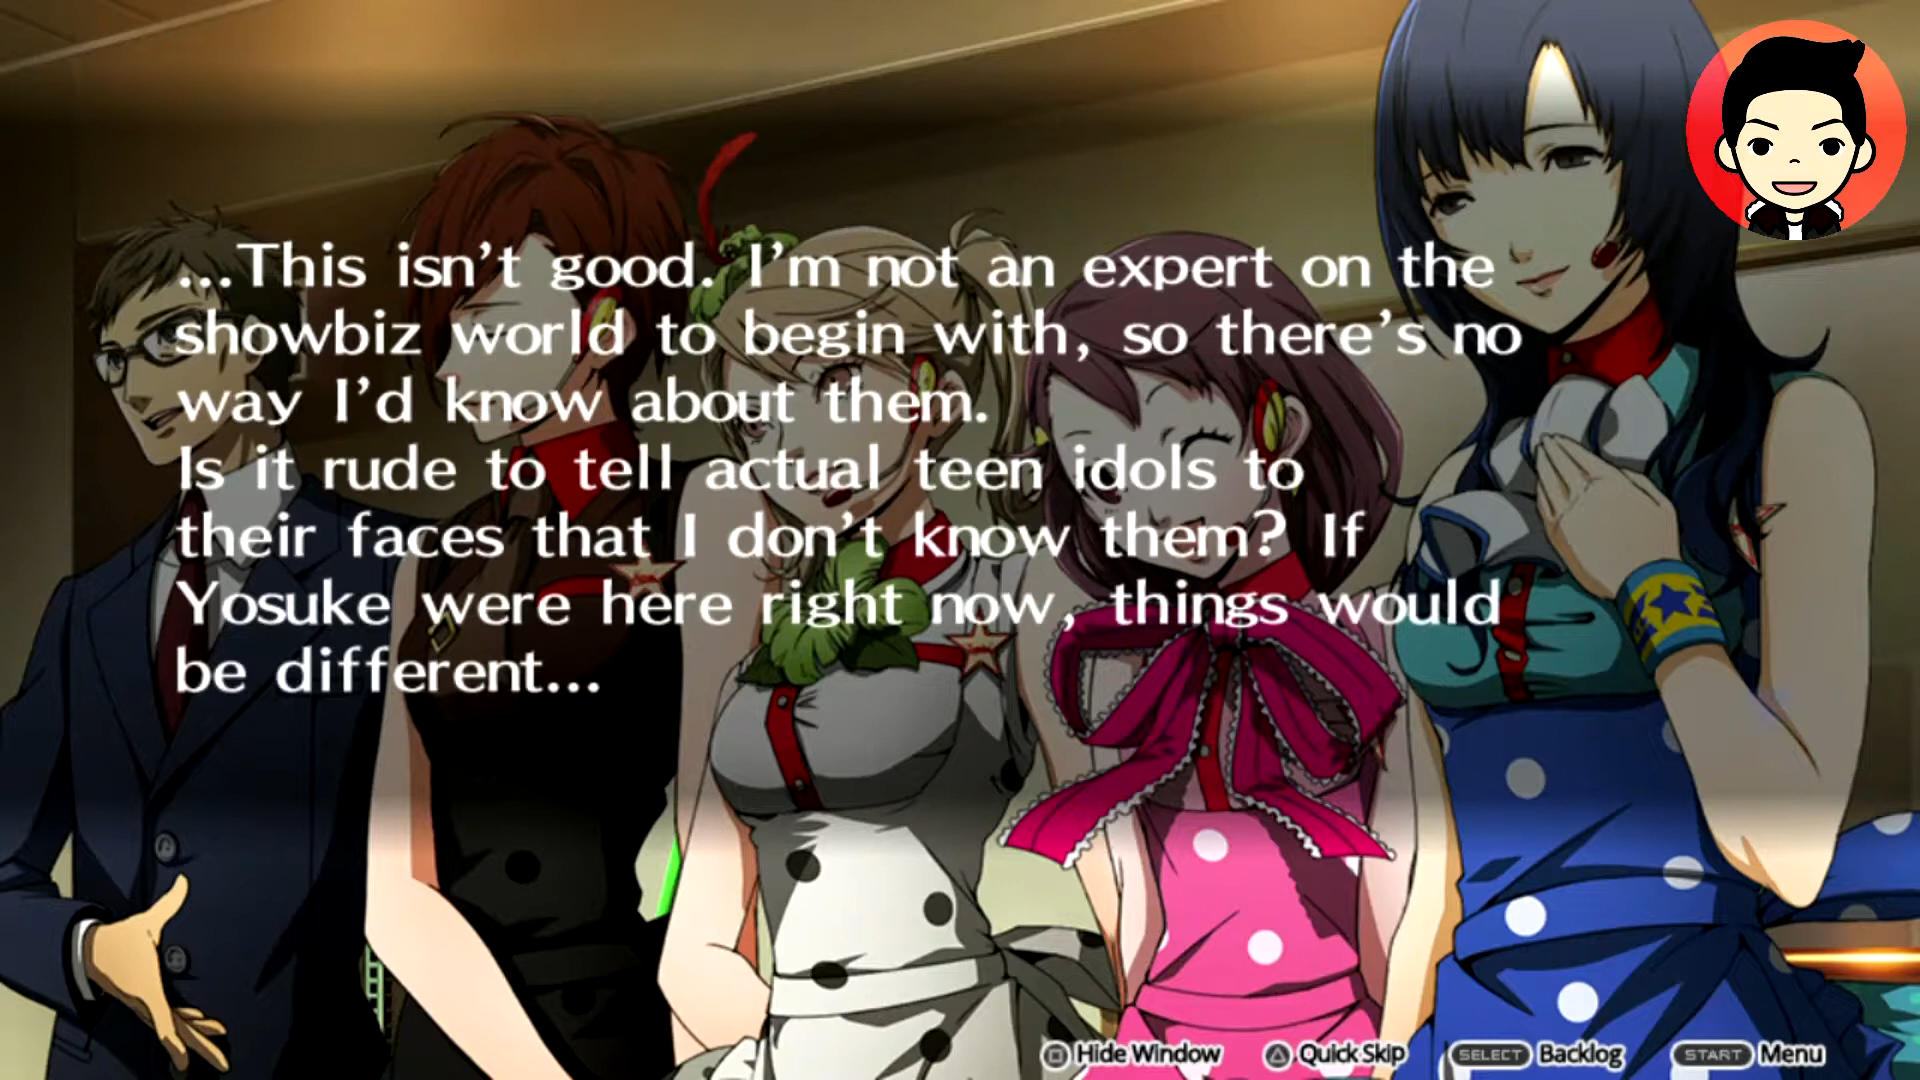 ...This isn't good. I'm not an expert on the
showbiz world to begin with, so there's no
way I'd know about them.
Is it rude to tell actual teen idols to
their faces that I don't know them? If
Yosuke were here right now, things would
be different...
Hide Window Quick Skip SELECT Backlog START Menu